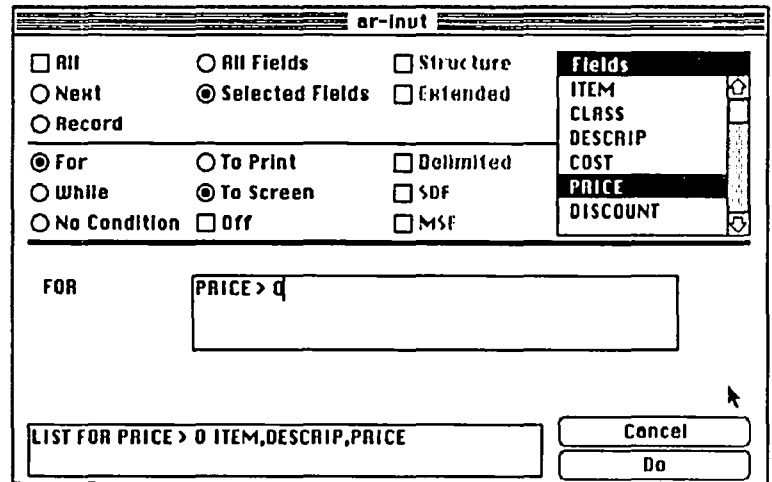 ar-inut
All
All Fields
Structure
Fields
Next
Selected Fields
Extended
ITEM
Record
CLASS
DESCRIP
For
To Print
Delimited
COST
While
To Screen
SDF
PRICE
No Condition
Off
MSF
DISCOUNT
FOR
PRICE > 0
LIST FOR PRICE > 0 ITEM,DESCRIP,PRICE
Cancel
Do